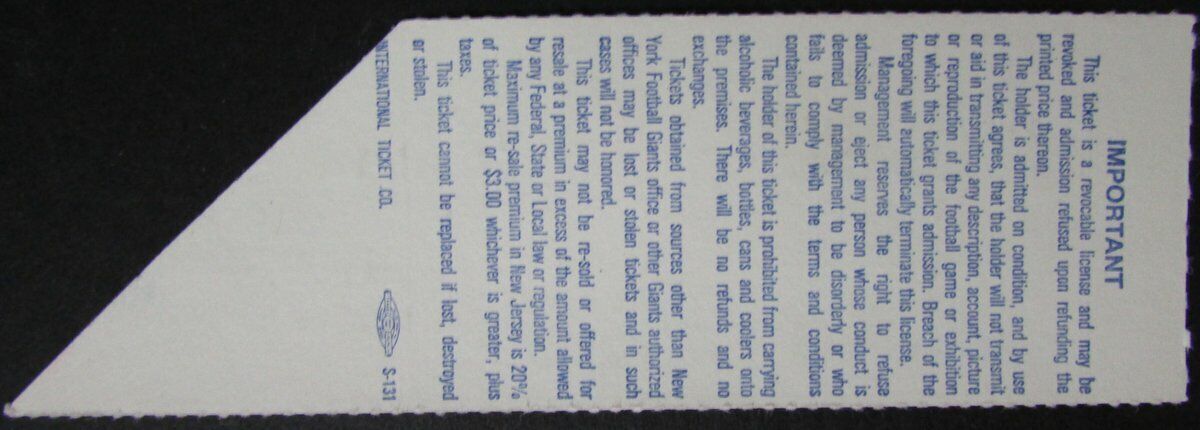 IMPORTANT
This ticket is a revocable license and may be
revoked and admission refused upon refunding the
printed price thereon.
The holder is admitted on condition, and by use
of this ticket agrees, that the holder will not transmit
or aid in transmitting any description, account, picture
or reproduction of the football game or exhibition
to which this ticket grants admission. Breach of the
foregoing will automatically terminate this license.
Management reserves the right to refuse
admission or eject any person whose conduct is
deemed by management to be disorderly or who
fails to comply with the terms and conditions
contained herein.
The holder of this ticket is prohibited from carrying
alcoholic beverages, bottles, cans and coolers onto
the premises. There will be no refunds and no
exchanges.
Tickets obtained from sources other than New
York Football Giants office or other Giants authorized
offices may be lost or stolen tickets and in such
cases will not be honored.
This ticket may not be re-sold or offered for
resale at a premium in excess of the amount allowed
by any Federal, State or Local law or regulation.
Maximum re-sale premium in New Jersey is 20%
of ticket price or $3.00 whichever is greater, plus
taxes.
This ticket cannot be replaced if lost, destroyed
or stolen.
INTERNATIONAL TICKET CO. S-131